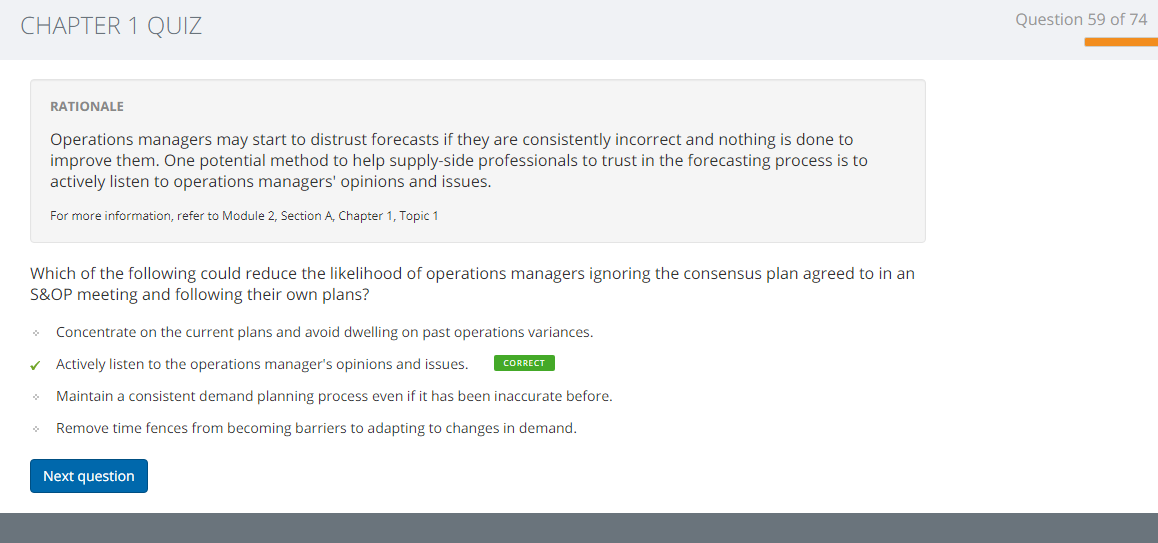 CHAPTER 1 QUIZ
Question 59 of 74
RATIONALE
Operations managers may start to distrust forecasts if they are consistently incorrect and nothing is done to
improve them. One potential method to help supply-side professionals to trust in the forecasting process is to
actively listen to operations managers' opinions and issues.
For more information, refer to Module 2, Section A, Chapter 1, Topic 1
Which of the following could reduce the likelihood of operations managers ignoring the consensus plan agreed to in an
S&OP meeting and following their own plans?
Concentrate on the current plans and avoid dwelling on past operations variances.
Actively listen to the operations manager's opinions and issues. CORRECT
Maintain a consistent demand planning process even if it has been inaccurate before.
Remove time fences from becoming barriers to adapting to changes in demand.
Next question